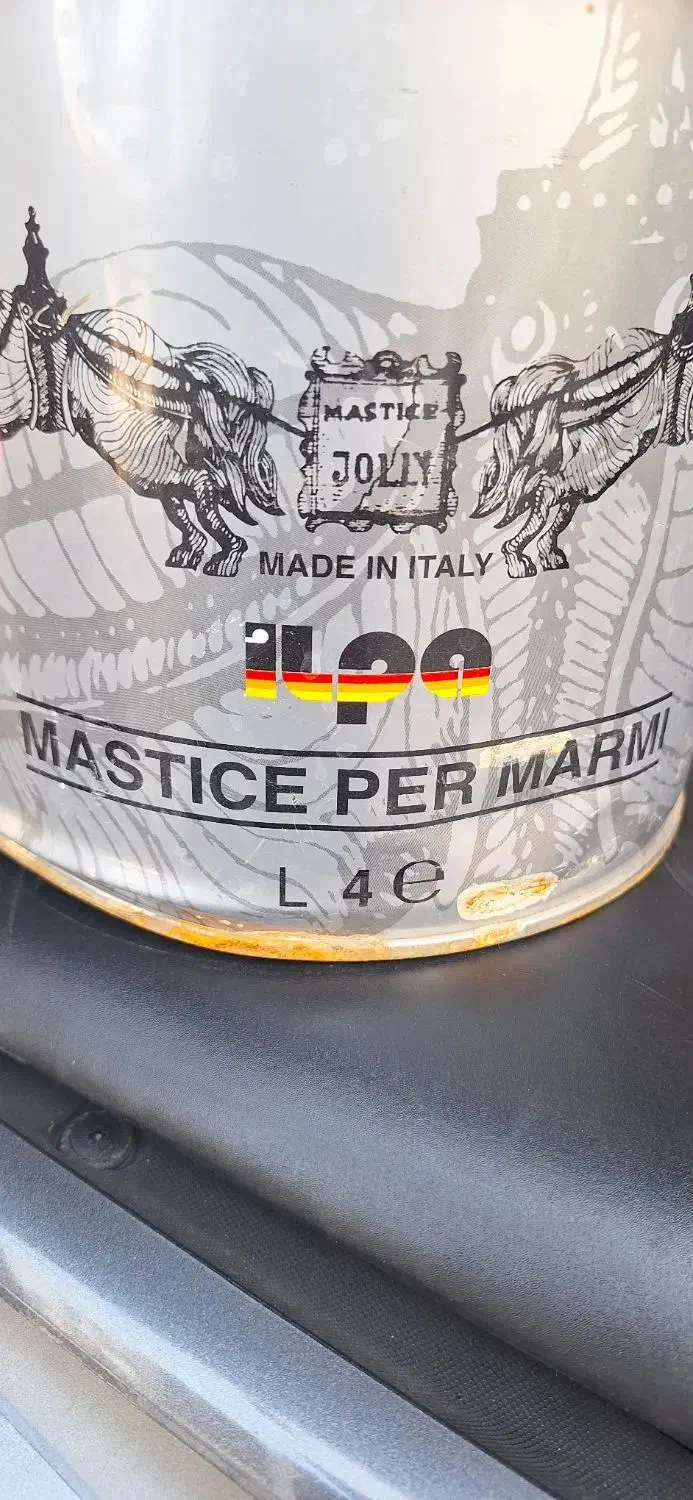 MASTICE
JOLLY
MADE IN ITALY
ilpa
MASTICE PER MARMI
L 4 ℮